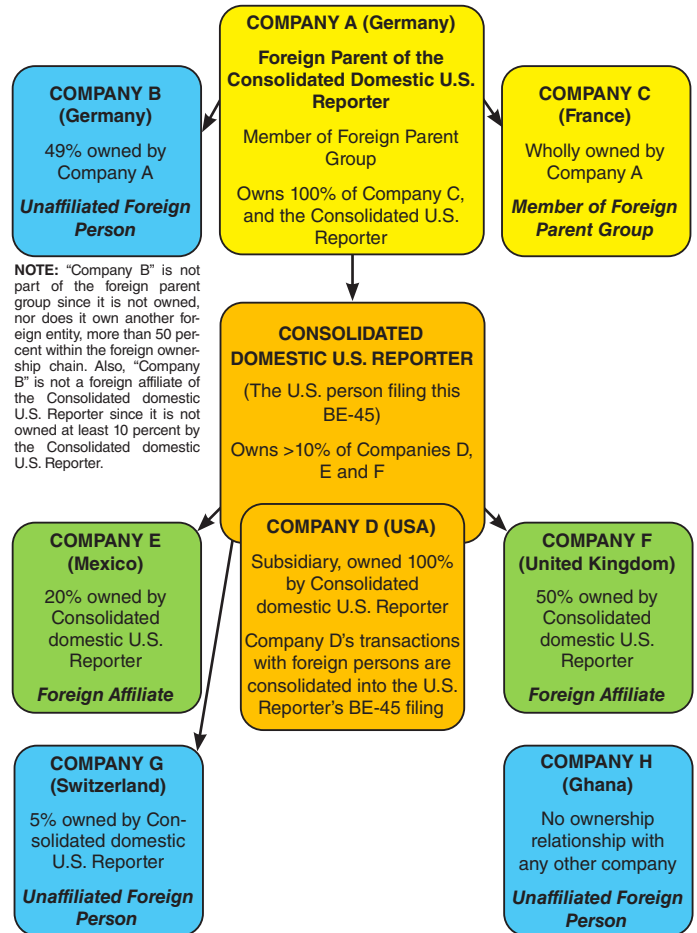 COMPANY A (Germany)
Foreign Parent of the
Consolidated Domestic U.S.
Reporter
Member of Foreign Parent
Group
Owns 100% of Company C,
and the Consolidated U.S.
Reporter
COMPANY B
(Germany)
49% owned by
Company A
Unaffiliated Foreign
Person
COMPANY C
(France)
Wholly owned by
Company A
Member of Foreign
Parent Group
NOTE: “Company B” is not
part of the foreign parent
group since it is not owned,
nor does it own another for-
eign entity, more than 50 per-
cent within the foreign owner-
ship chain. Also, “Company
B” is not a foreign affiliate of
the Consolidated domestic
U.S. Reporter since it is not
owned at least 10 percent by
the Consolidated domestic
U.S. Reporter.
CONSOLIDATED
DOMESTIC U.S. REPORTER
(The U.S. person filing this
BE-45)
Owns >10% of Companies D,
E and F
COMPANY E
(Mexico)
20% owned by
Consolidated
domestic U.S.
Reporter
Foreign Affiliate
COMPANY D (USA)
Subsidiary, owned 100%
by Consolidated
domestic U.S. Reporter
Company D’s transactions
with foreign persons are
consolidated into the U.S.
Reporter’s BE-45 filing
COMPANY F
(United Kingdom)
50% owned by
Consolidated
domestic U.S.
Reporter
Foreign Affiliate
COMPANY G
(Switzerland)
5% owned by Con-
solidated domestic
U.S. Reporter
Unaffiliated Foreign
Person
COMPANY H
(Ghana)
No ownership
relationship with
any other company
Unaffiliated Foreign
Person